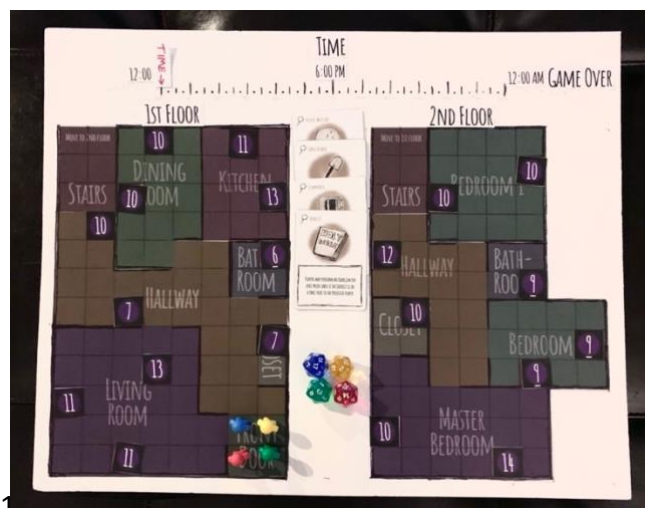 TIME
TIME →
12:00
6:00 PM
12:00 AM GAME OVER
1ST FLOOR
2ND FLOOR
MOVE TO 2ND FLOOR
10
DINING
ROOM
11
KITCHEN
STAIRS
10
13
10
BAT
ROOM
6
HALLWAY
7
7
SET
13
LIVING
ROOM
11
11
DOOR
MOVE TO 1ST FLOOR
STAIRS
10
BEDROOM 1
10
12
HALLWAY
BATH-
ROO
9
10
CLOSET
BEDROOM
9
9
MASTER
BEDROOM
10
14
1